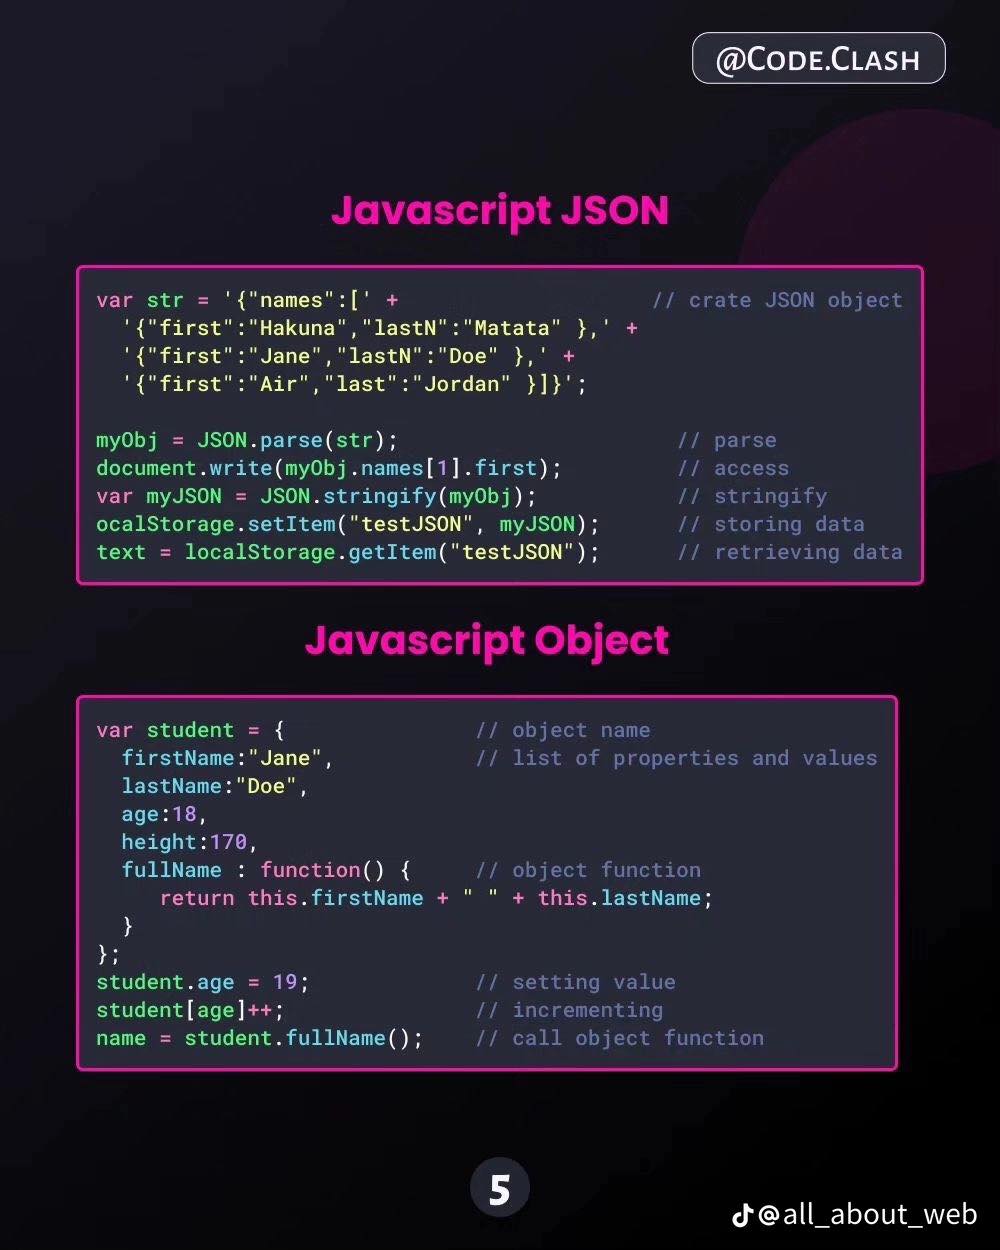 @Code.Clash
Javascript JSON
var str = '{"names":[' + // crate JSON object
'{"first":"Hakuna","lastN":"Matata" },' +
'{"first":"Jane","lastN":"Doe" },' +
'{"first":"Air","last":"Jordan" }]}';
myObj = JSON.parse(str); // parse
document.write(myObj.names[1].first); // access
var myJSON = JSON.stringify(myObj); // stringify
ocalStorage.setItem("testJSON", myJSON); // storing data
text = localStorage.getItem("testJSON"); // retrieving data
Javascript Object
var student = { // object name
firstName:"Jane", // list of properties and values
lastName:"Doe",
age:18,
height:170,
fullName : function() { // object function
return this.firstName + " " + this.lastName;
}
};
student.age = 19; // setting value
student[age]++; // incrementing
name = student.fullName(); // call object function
5
@all_about_web